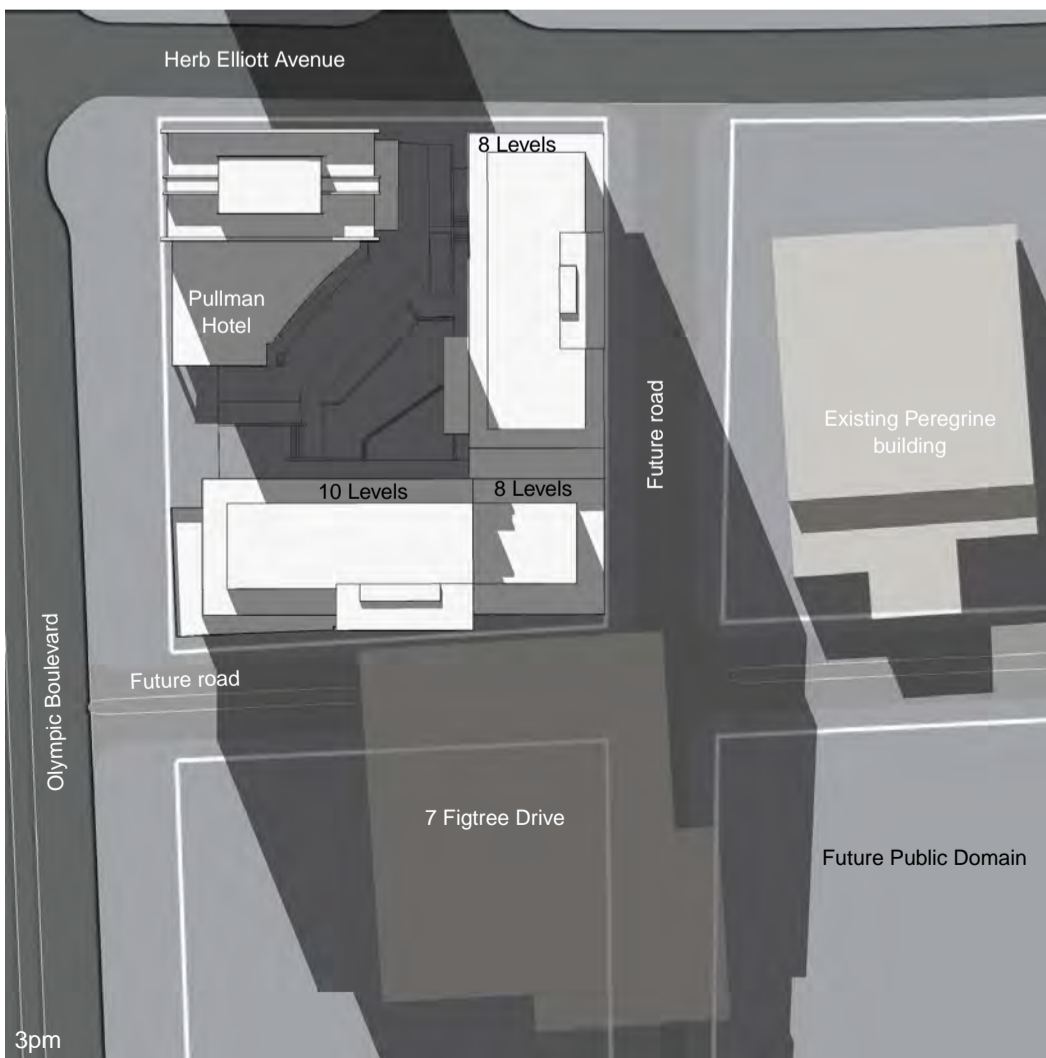 Herb Elliott Avenue
8 Levels
Pullman
Hotel
Future road
Existing Peregrine
building
10 Levels
8 Levels
Olympic Boulevard
Future road
7 Figtree Drive
Future Public Domain
3pm